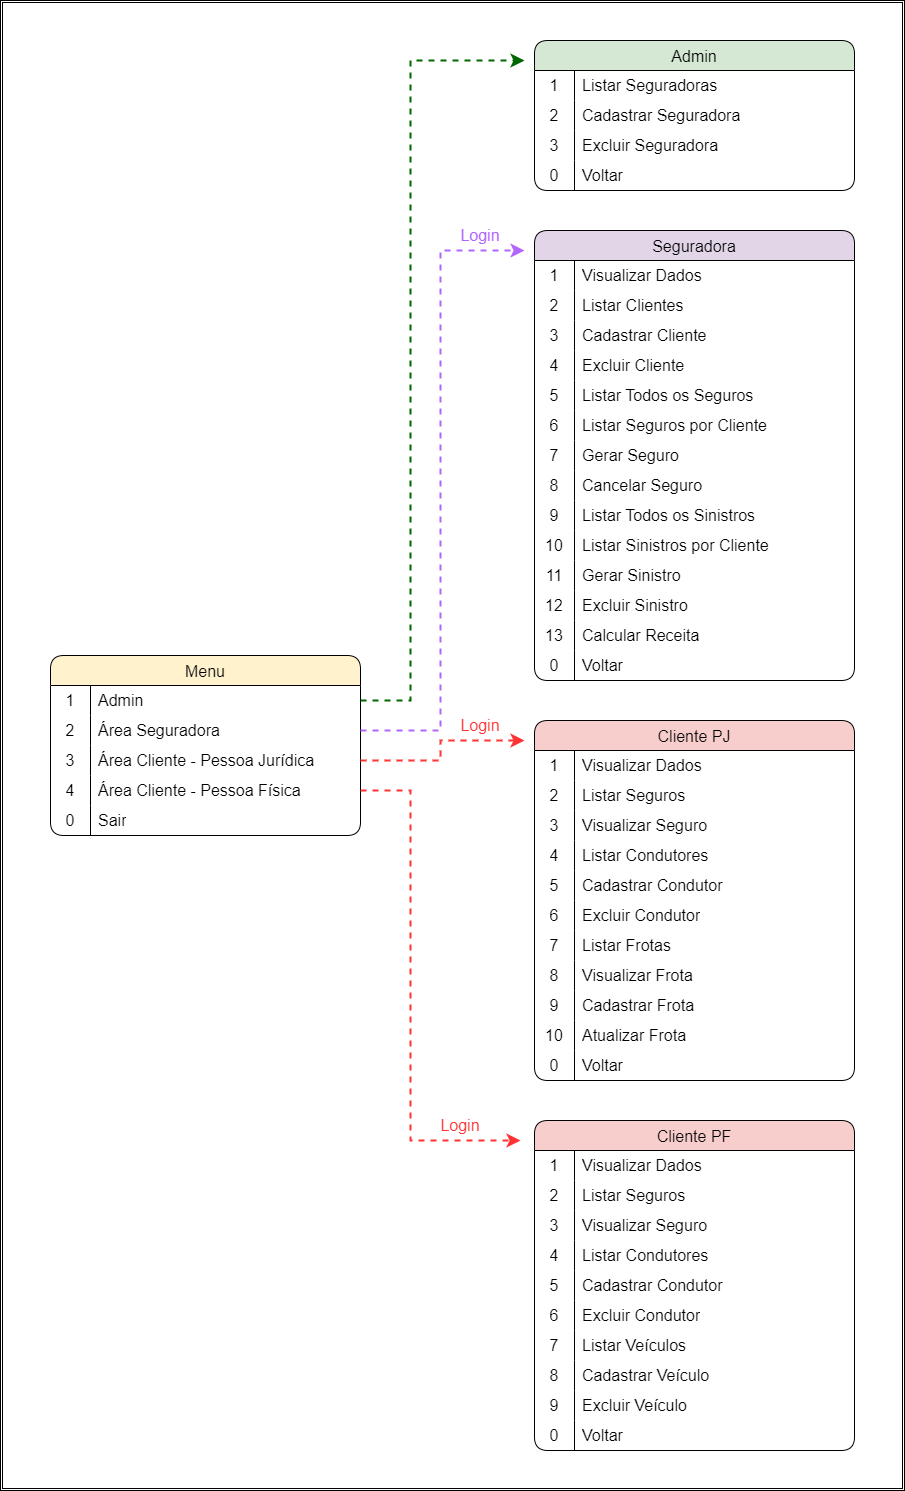 Menu
1 Admin
2 Área Seguradora
3 Área Cliente - Pessoa Jurídica
4 Área Cliente - Pessoa Física
0 Sair
Admin
1 Listar Seguradoras
2 Cadastrar Seguradora
3 Excluir Seguradora
0 Voltar
Login
Seguradora
1 Visualizar Dados
2 Listar Clientes
3 Cadastrar Cliente
4 Excluir Cliente
5 Listar Todos os Seguros
6 Listar Seguros por Cliente
7 Gerar Seguro
8 Cancelar Seguro
9 Listar Todos os Sinistros
10 Listar Sinistros por Cliente
11 Gerar Sinistro
12 Excluir Sinistro
13 Calcular Receita
0 Voltar
Login
Cliente PJ
1 Visualizar Dados
2 Listar Seguros
3 Visualizar Seguro
4 Listar Condutores
5 Cadastrar Condutor
6 Excluir Condutor
7 Listar Frotas
8 Visualizar Frota
9 Cadastrar Frota
10 Atualizar Frota
0 Voltar
Login
Cliente PF
1 Visualizar Dados
2 Listar Seguros
3 Visualizar Seguro
4 Listar Condutores
5 Cadastrar Condutor
6 Excluir Condutor
7 Listar Veículos
8 Cadastrar Veículo
9 Excluir Veículo
0 Voltar